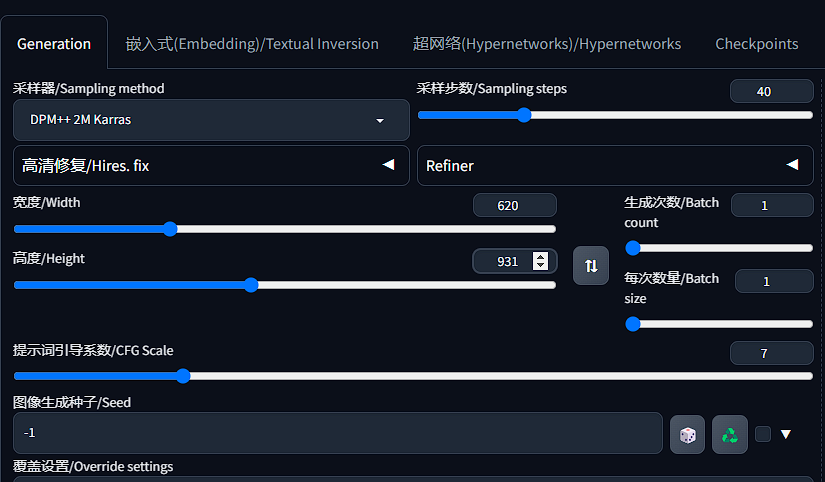 Generation 嵌入式(Embedding)/Textual Inversion 超网络(Hypernetworks)/Hypernetworks Checkpoints
采样器/Sampling method
DPM++ 2M Karras
采样步数/Sampling steps 40
高清修复/Hires. fix
Refiner
宽度/Width 620
高度/Height 931
生成次数/Batch count 1
每次数量/Batch size 1
提示词引导系数/CFG Scale 7
图像生成种子/Seed
-1
覆盖设置/Override settings